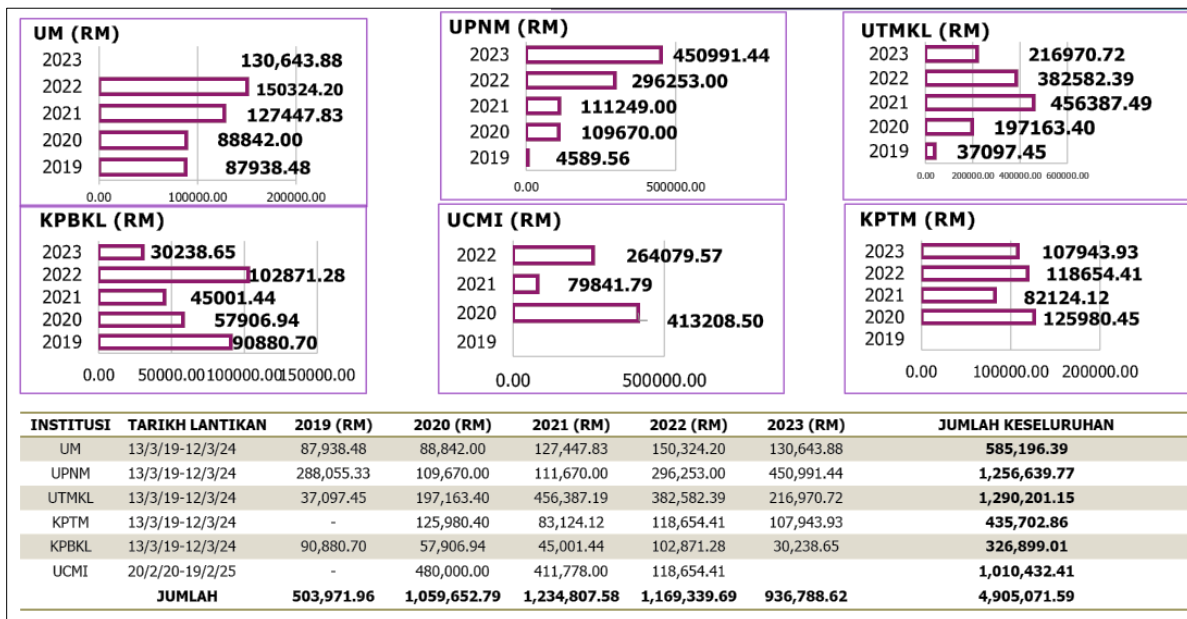 UM (RM)
2023 130,643.88
2022 150324.20
2021 127447.83
2020 88842.00
2019 87938.48
0.00 100000.00 200000.00
UPNM (RM)
2023 450991.44
2022 296253.00
2021 111249.00
2020 109670.00
2019 4589.56
0.00 500000.00
UTMKL (RM)
2023 216970.72
2022 382582.39
2021 456387.49
2020 197163.40
2019 37097.45
0.00 200000.00 400000.00 600000.00
KPBKL (RM)
2023 30238.65
2022 102871.28
2021 45001.44
2020 57906.94
2019 90880.70
0.00 50000.00 100000.00 150000.00
UCMI (RM)
2022 264079.57
2021 79841.79
2020 413208.50
2019
0.00 500000.00
KPTM (RM)
2023 107943.93
2022 118654.41
2021 82124.12
2020 125980.45
2019
0.00 100000.00 200000.00
INSTITUSI TARIKH LANTIKAN 2019 (RM) 2020 (RM) 2021 (RM) 2022 (RM) 2023 (RM) JUMLAH KESELURUHAN
UM 13/3/19-12/3/24 87,938.48 88,842.00 127,447.83 150,324.20 130,643.88 585,196.39
UPNM 13/3/19-12/3/24 288,055.33 109,670.00 111,670.00 296,253.00 450,991.44 1,256,639.77
UTMKL 13/3/19-12/3/24 37,097.45 197,163.40 456,387.19 382,582.39 216,970.72 1,290,201.15
KPTM 13/3/19-12/3/24 - 125,980.40 83,124.12 118,654.41 107,943.93 435,702.86
KPBKL 13/3/19-12/3/24 90,880.70 57,906.94 45,001.44 102,871.28 30,238.65 326,899.01
UCMI 20/2/20-19/2/25 - 480,000.00 411,778.00 118,654.41 1,010,432.41
JUMLAH 503,971.96 1,059,652.79 1,234,807.58 1,169,339.69 936,788.62 4,905,071.59